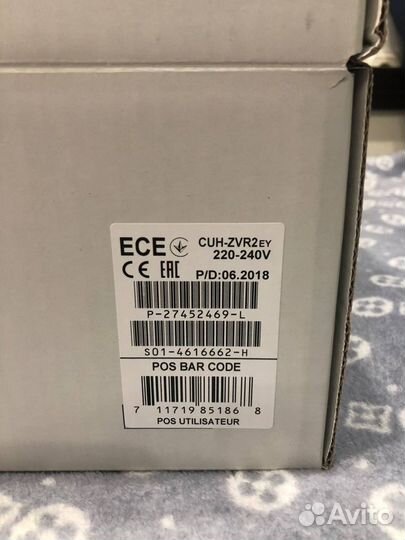 ECE CUH-ZVR2EY
220-240V
CE EAC P/D:06.2018
P-27452469-L
S01-4616662-H
POS BAR CODE
7 11719 85186 8
POS UTILISATEUR
Avito